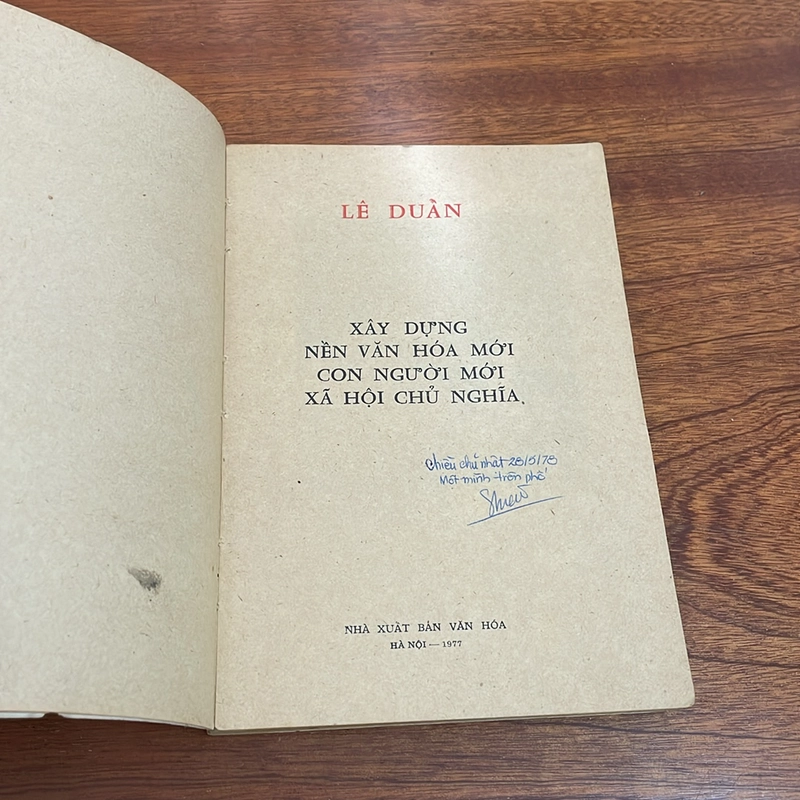 LÊ DUẨN
XÂY DỰNG
NỀN VĂN HÓA MỚI
CON NGƯỜI MỚI
XÃ HỘI CHỦ NGHĨA
Chiều chủ nhật 28/5/78
Một mình trên phố
NHÀ XUẤT BẢN VĂN HÓA
HÀ NỘI — 1977